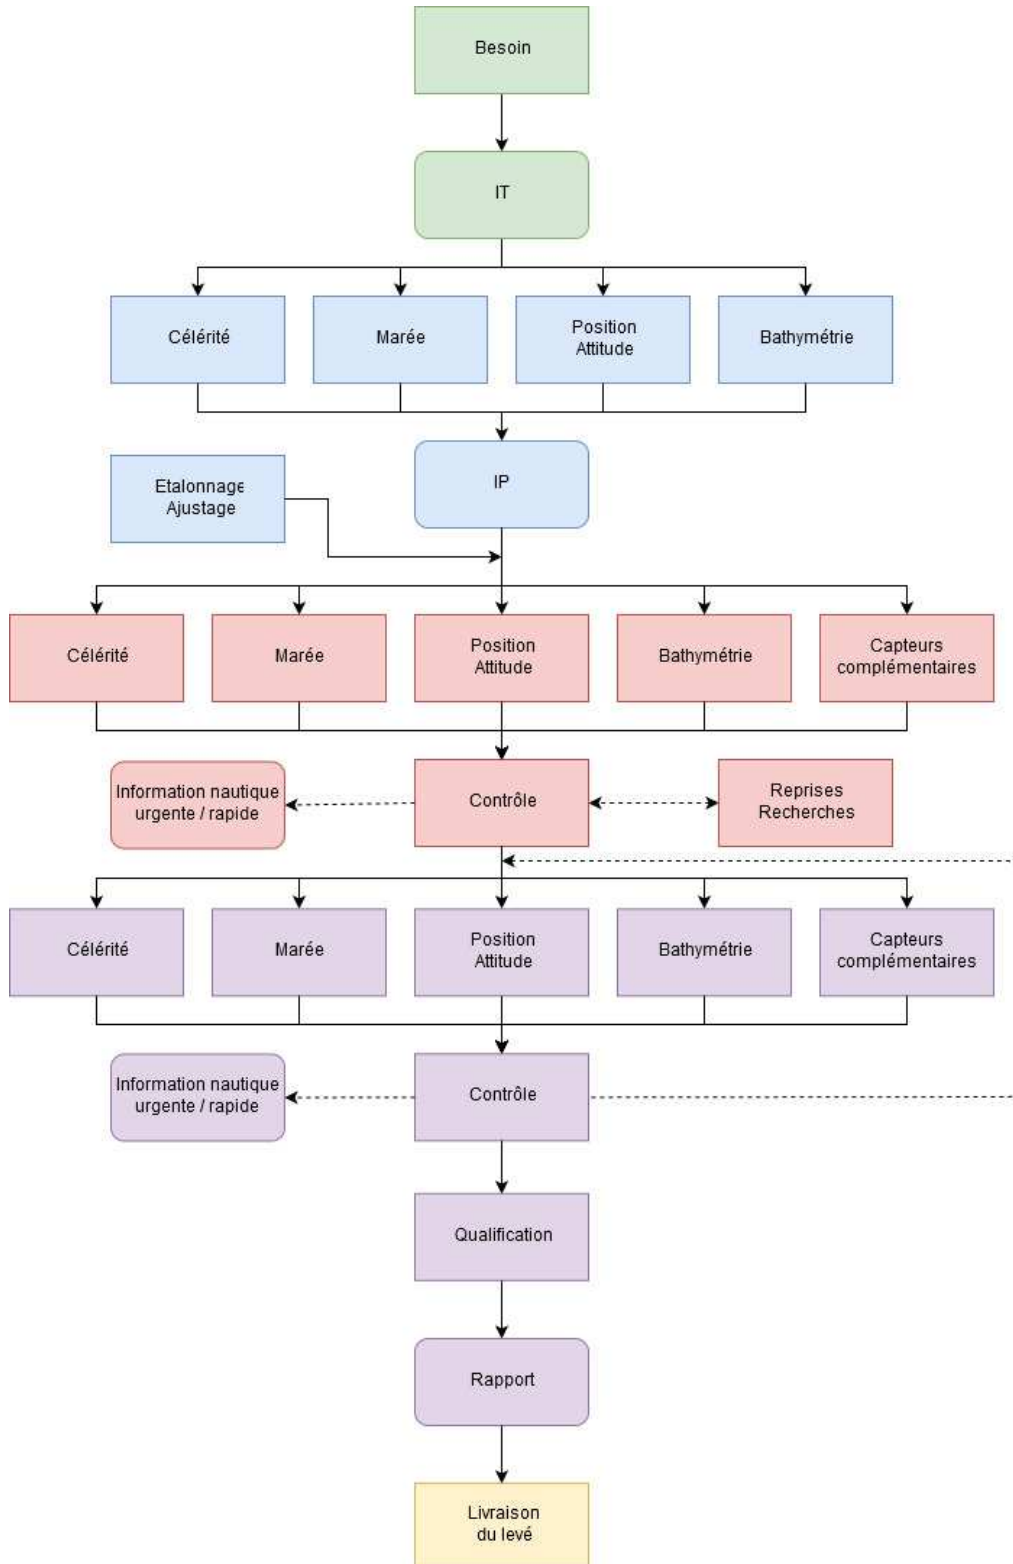 Besoin
IT
Célérité
Marée
Position
Attitude
Bathymétrie
IP
Etalonnage
Ajustage
Célérité
Marée
Position
Attitude
Bathymétrie
Capteurs
complémentaires
Information nautique
urgente / rapide
Contrôle
Reprises
Recherches
Célérité
Marée
Position
Attitude
Bathymétrie
Capteurs
complémentaires
Information nautique
urgente / rapide
Contrôle
Qualification
Rapport
Livraison
du levé